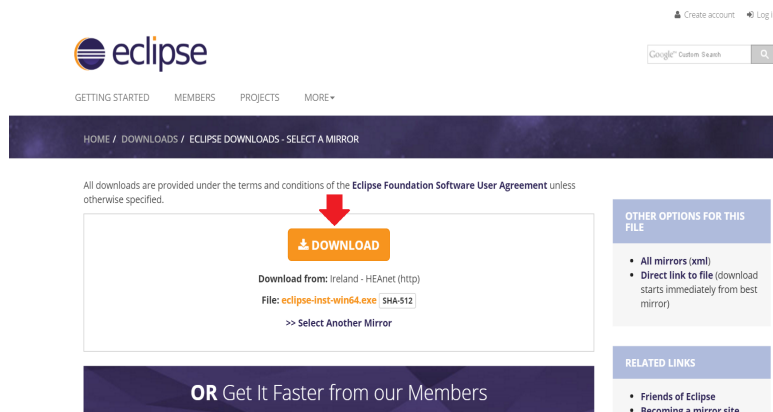 Create account
Log i
eclipse
Google™ Custom Search
GETTING STARTED MEMBERS PROJECTS MORE
HOME / DOWNLOADS / ECLIPSE DOWNLOADS - SELECT A MIRROR
All downloads are provided under the terms and conditions of the Eclipse Foundation Software User Agreement unless
otherwise specified.
DOWNLOAD
Download from: Ireland - HEAnet (http)
File: eclipse-inst-win64.exe SHA-512
>> Select Another Mirror
OR Get It Faster from our Members
OTHER OPTIONS FOR THIS
FILE
• All mirrors (xml)
• Direct link to file (download
starts immediately from best
mirror)
RELATED LINKS
• Friends of Eclipse
• Becoming a mirror site